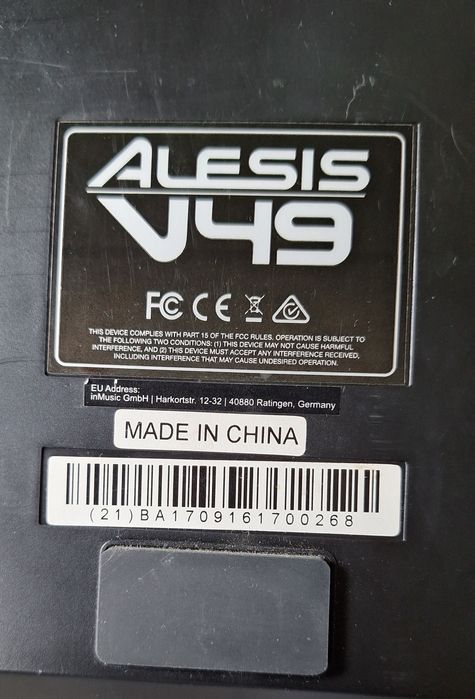 ALESIS
V49
FC CE
THIS DEVICE COMPLIES WITH PART 15 OF THE FCC RULES. OPERATION IS SUBJECT TO
THE FOLLOWING TWO CONDITIONS: (1) THIS DEVICE MAY NOT CAUSE HARMFUL
INTERFERENCE, AND (2) THIS DEVICE MUST ACCEPT ANY INTERFERENCE RECEIVED,
INCLUDING INTERFERENCE THAT MAY CAUSE UNDESIRED OPERATION.
EU Address:
inMusic GmbH | Harkortstr. 12-32 | 40880 Ratingen, Germany
MADE IN CHINA
(21)BA1709161700268